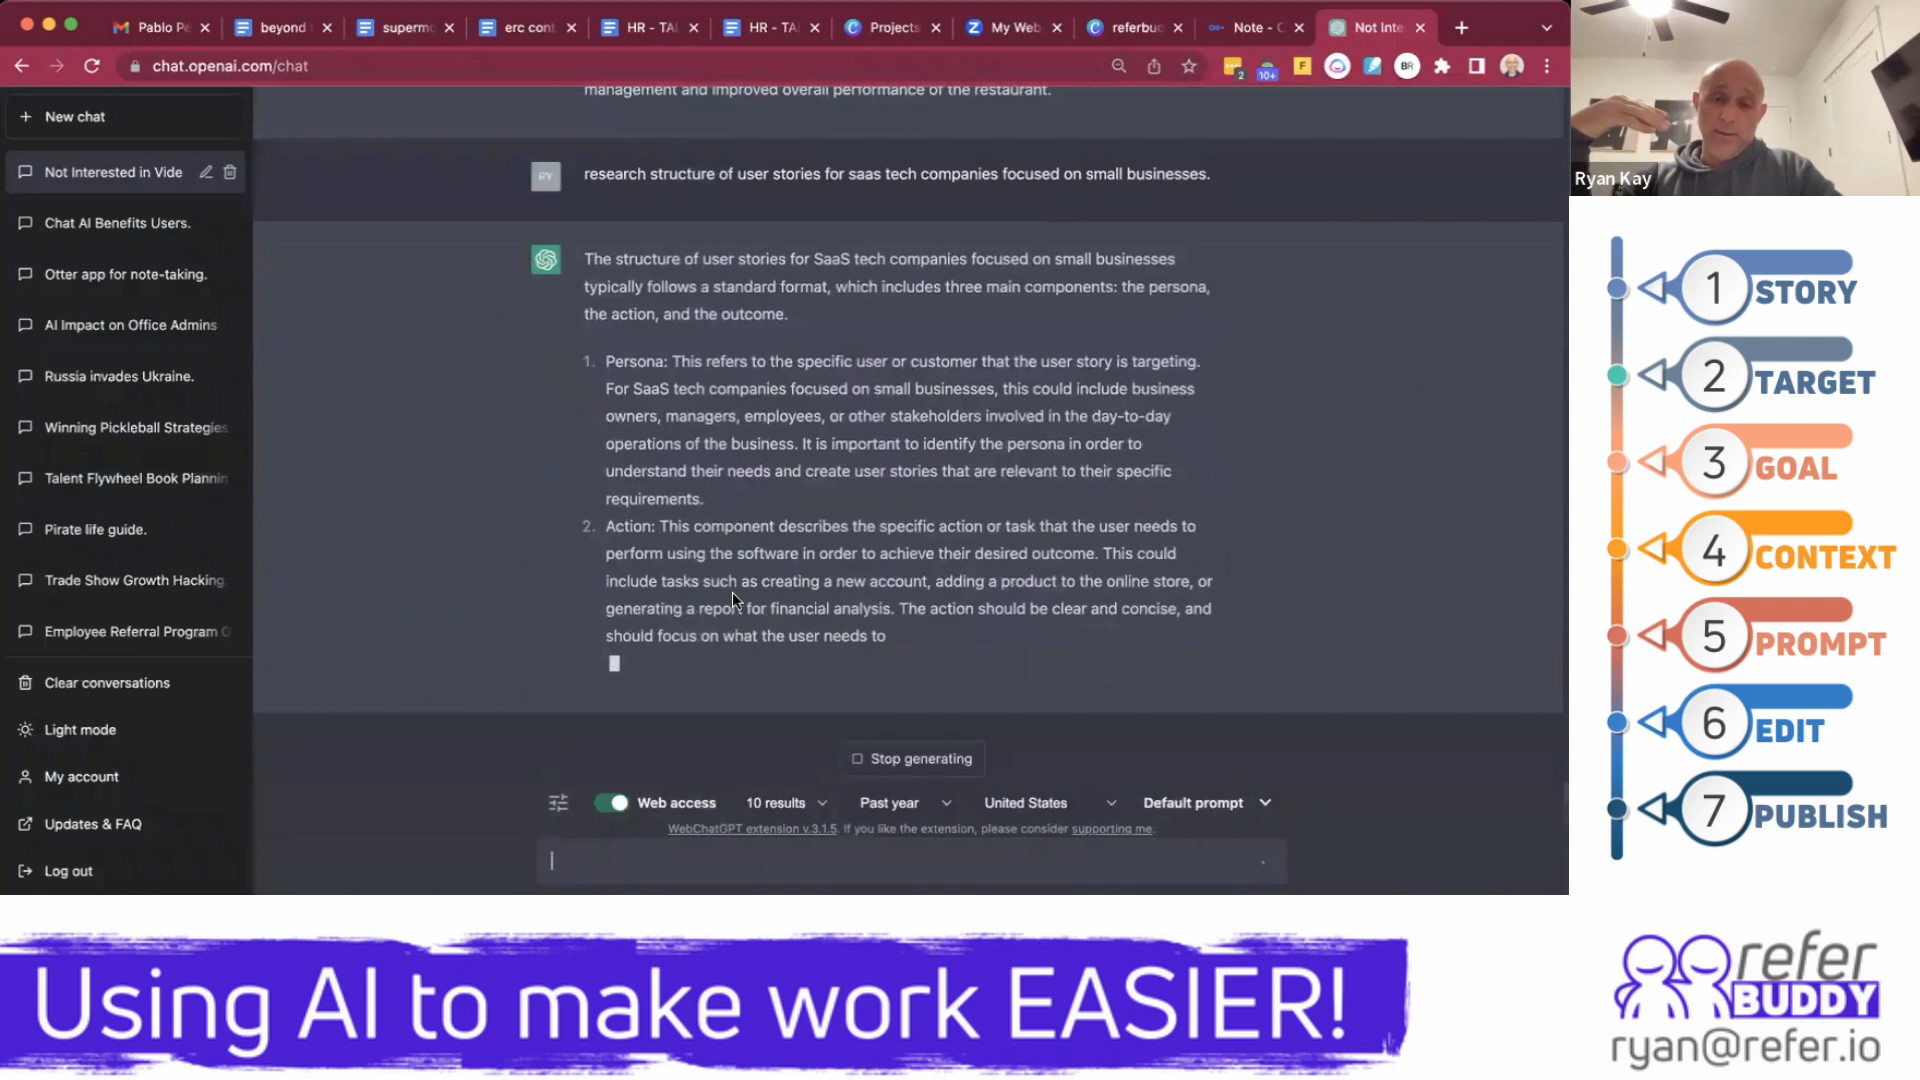 Pablo Pe
beyond
superm
erc cont
HR - TA
HR - TA
Projects
My Web
referbuc
Note - C
Not Inte
chat.openai.com/chat
2
10+
F
BR
New chat
Not Interested in Vide
Chat AI Benefits Users.
Otter app for note-taking.
AI Impact on Office Admins
Russia invades Ukraine.
Winning Pickleball Strategies
Talent Flywheel Book Plannin
Pirate life guide.
Trade Show Growth Hacking
Employee Referral Program G
Clear conversations
Light mode
My account
Updates & FAQ
Log out
management and improved overall performance of the restaurant.
RY
research structure of user stories for saas tech companies focused on small businesses.
The structure of user stories for SaaS tech companies focused on small businesses
typically follows a standard format, which includes three main components: the persona,
the action, and the outcome.
1. Persona: This refers to the specific user or customer that the user story is targeting.
For SaaS tech companies focused on small businesses, this could include business
owners, managers, employees, or other stakeholders involved in the day-to-day
operations of the business. It is important to identify the persona in order to
understand their needs and create user stories that are relevant to their specific
requirements.
2. Action: This component describes the specific action or task that the user needs to
perform using the software in order to achieve their desired outcome. This could
include tasks such as creating a new account, adding a product to the online store, or
generating a report for financial analysis. The action should be clear and concise, and
should focus on what the user needs to
Stop generating
Web access
10 results
Past year
United States
Default prompt
WebChatGPT extension v.3.1.5. If you like the extension, please consider supporting me.
Ryan Kay
1 STORY
2 TARGET
3 GOAL
4 CONTEXT
5 PROMPT
6 EDIT
7 PUBLISH
Using AI to make work EASIER!
refer
BUDDY
ryan@refer.io